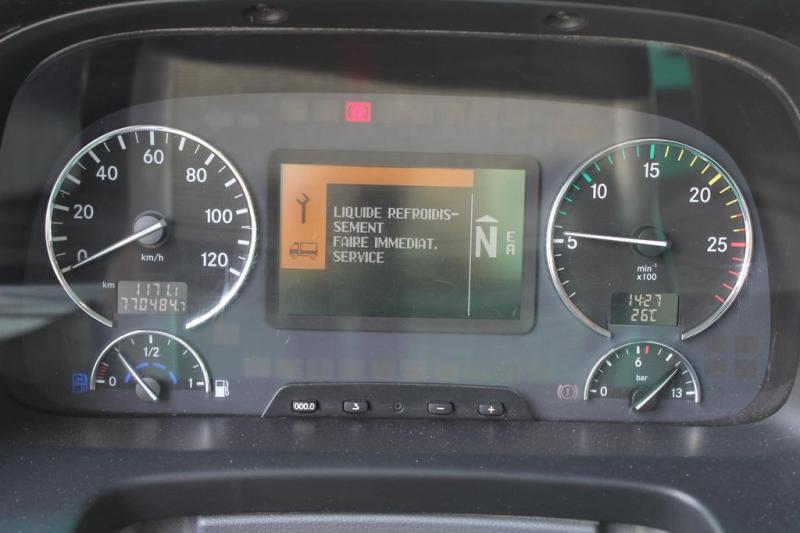 P
20 40 60 80 100 120
0
km/h
km 1171.1
770484.7
LIQUIDE REFROIDIS-
SEMENT
FAIRE IMMEDIAT.
SERVICE
N E
A
5 10 15 20 25
min-1
x100
14:27
26°C
0 1/2 1
0 6 13
bar
000.0 - +